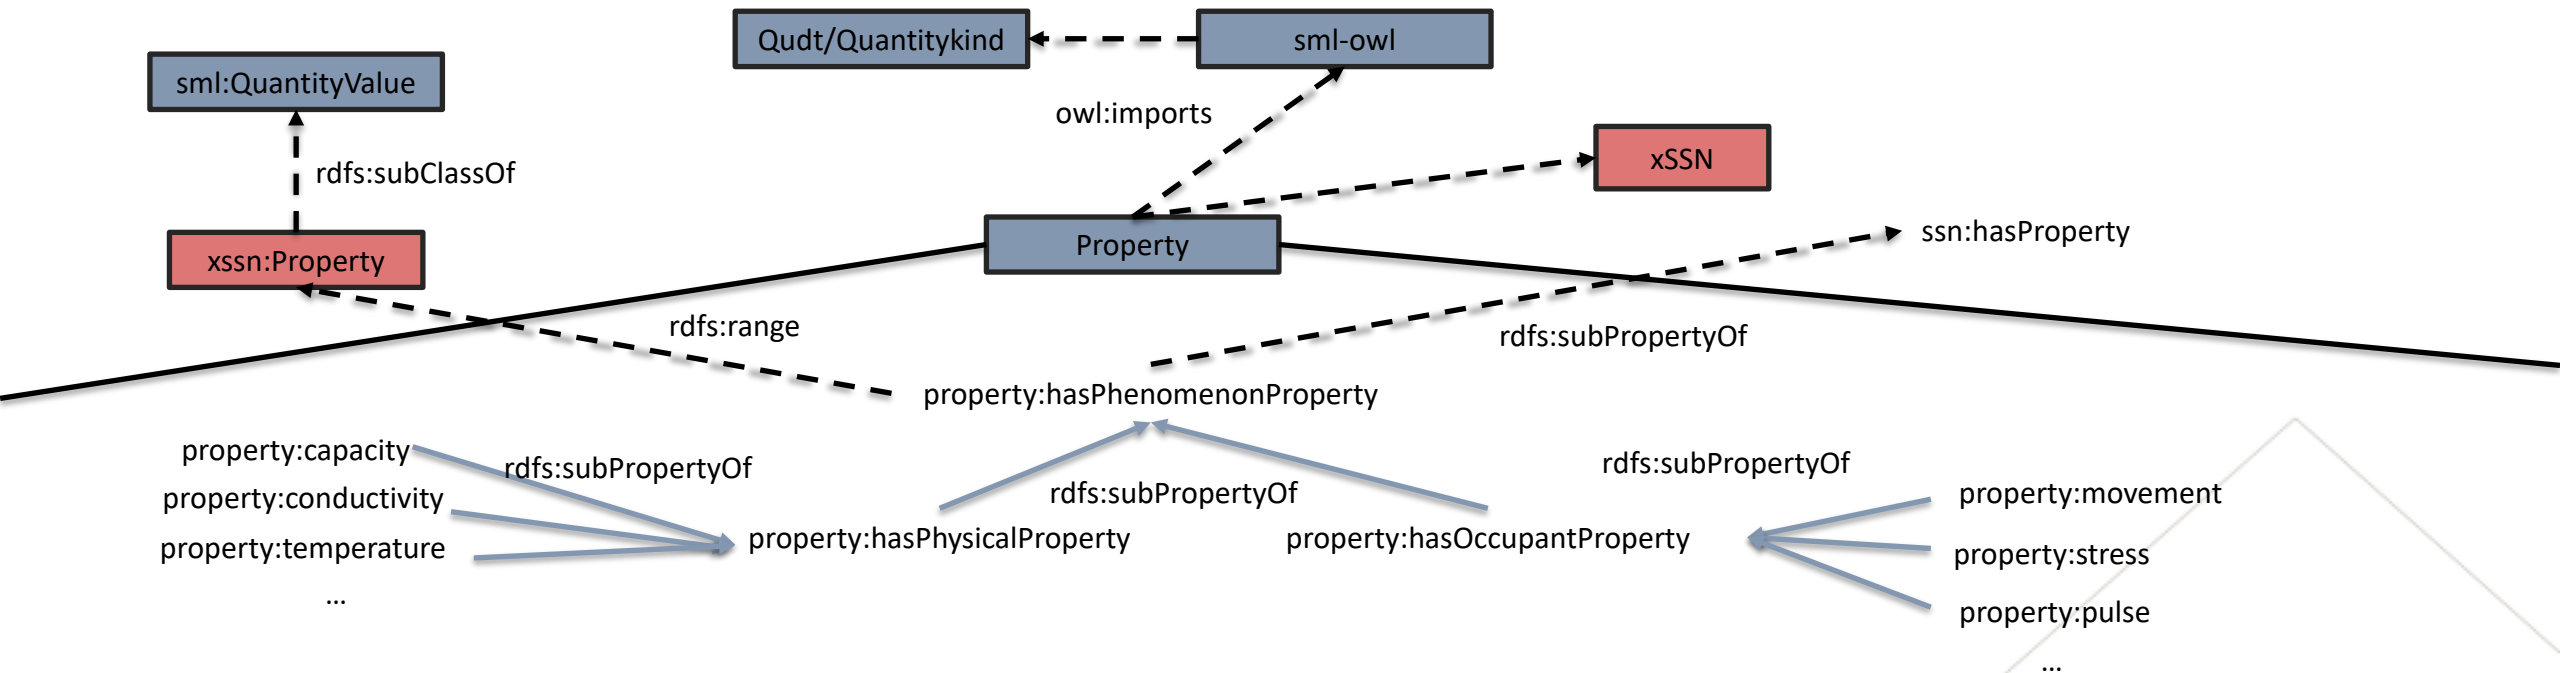 Qudt/Quantitykind
sml-owl
sml:QuantityValue
owl:imports
xSSN
rdfs:subClassOf
ssn:hasProperty
Property
xssn:Property
rdfs:range
rdfs:subPropertyOf
property:hasPhenomenonProperty
property:capacity
rdfs:subPropertyOf
rdfs:subPropertyOf
property:conductivity
rdfs:subPropertyOf
property:movement
property:temperature
property:hasPhysicalProperty
property:hasOccupantProperty
property:stress
...
property:pulse
...